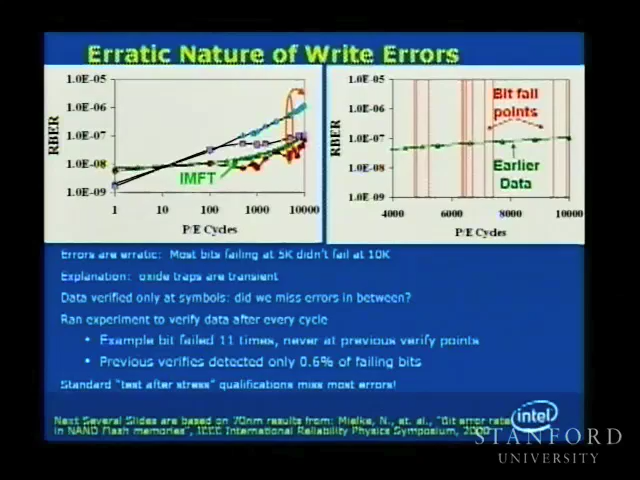 Erratic Nature of Write Errors
1.0E-05
1.0E-06
1.0E-07
1.0E-08
1.0E-09
RBER
IMFT
1
10
100
1000
10000
P/E Cycles
1.0E-05
1.0E-06
1.0E-07
1.0E-08
1.0E-09
RBER
Bit fail
points
Earlier
Data
4000
6000
8000
10000
P/E Cycles
Errors are erratic: Most bits failing at 5K didn't fail at 10K
Explanation: oxide traps are transient
Data verified only at symbols: did we miss errors in between?
Ran experiment to verify data after every cycle
• Example bit failed 11 times, never at previous verify points
• Previous verifies detected only 0.6% of failing bits
Standard "test after stress" qualifications miss most errors!
Next Several Slides are based on 70nm results from: Mielke, N., et. al., "Bit error rate
in NAND Flash memories", IEEE International Reliability Physics Symposium,
intel
STANFORD
UNIVERSITY